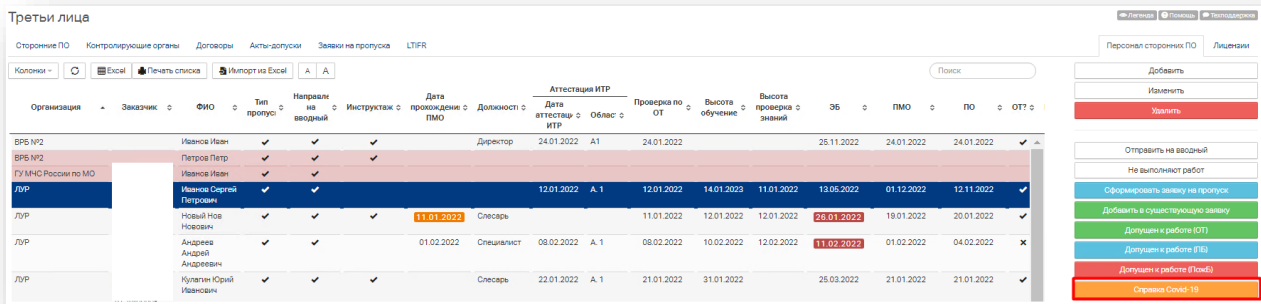 Третьи лица
Легенда Помощь Техподдержка
Сторонние ПО Контролирующие органы Договоры Акты-допуски Заявки на пропуска LTIFR Персонал сторонних ПО Лицензии
Колонки Excel Печать списка Импорт из Excel A A Поиск
Организация Заказчик ФИО Тип пропус Направле на вводный Инструктаж Дата прохождения ПМО Должность Аттестация ИТР Дата аттестаци ИТР Област Проверка по ОТ Высота обучение Высота проверка знаний ЭБ ПМО ПО ОТ?
ВРБ №2 Иванов Иван Директор 24.01.2022 А1 24.01.2022 25.11.2022 24.01.2022 24.01.2022
ВРБ №2 Петров Петр
ГУ МЧС России по МО Иванов Иван
ЛУР Иванов Сергей Петрович 12.01.2022 А. 1 12.01.2022 14.01.2023 11.01.2022 13.05.2022 01.12.2022 12.11.2022
ЛУР Новый Нов Новович 11.01.2022 Слесарь 11.01.2022 12.01.2022 12.01.2022 26.01.2022 19.01.2022 20.01.2022
ЛУР Андреев Андрей Андреевич 01.02.2022 Специалист 08.02.2022 А. 1 08.02.2022 10.02.2022 12.02.2022 11.02.2022 01.02.2022 04.02.2022
ЛУР Кулагин Юрий Иванович Слесарь 22.01.2022 А. 1 21.01.2022 31.01.2022 25.03.2022 21.01.2022 21.01.2022
Добавить
Изменить
Удалить
Отправить на вводный
Не выполняют работ
Сформировать заявку на пропуск
Добавить в существующую заявку
Допущен к работе (ОТ)
Допущен к работе (ПБ)
Допущен к работе (ПожБ)
Справка Covid-19